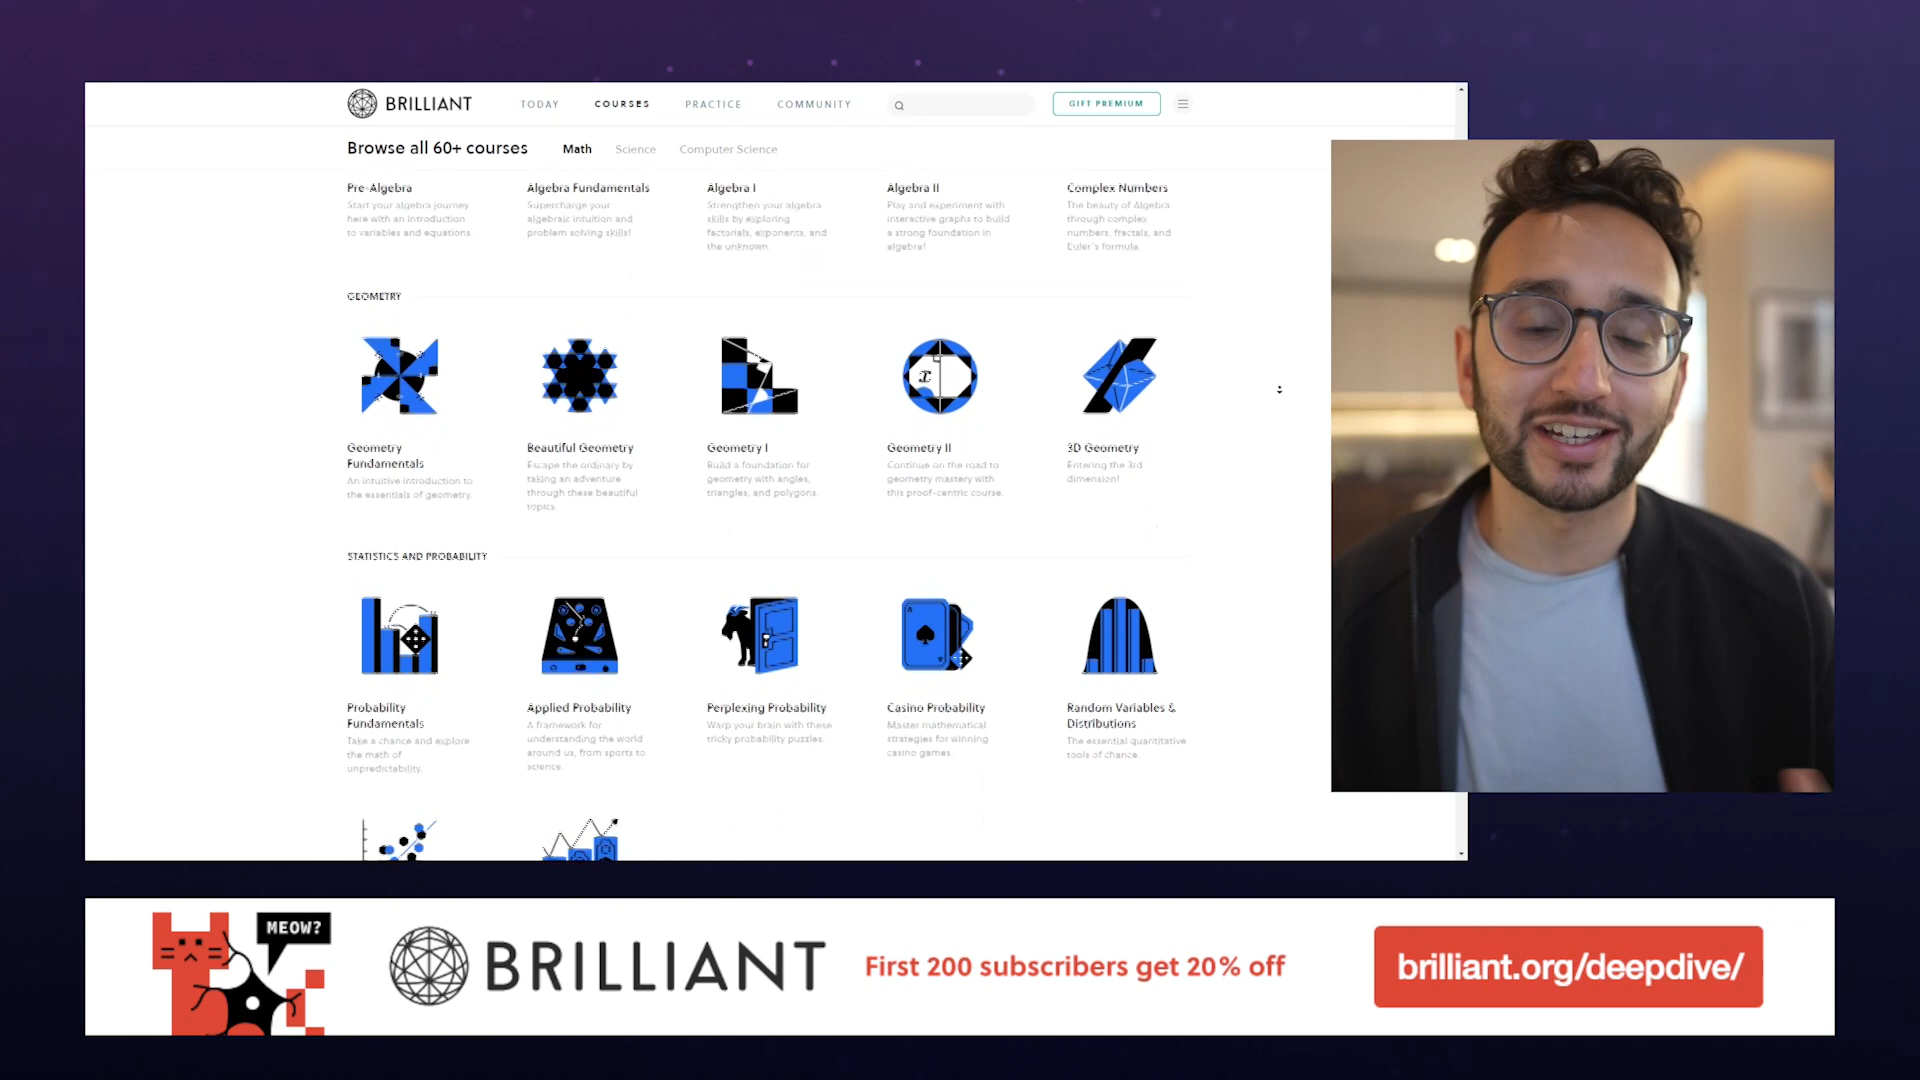 BRILLIANT
TODAY
COURSES
PRACTICE
COMMUNITY
GIFT PREMIUM
Browse all 60+ courses
Math
Science
Computer Science
Pre-Algebra
Start your algebra journey
here with an introduction
to variables and equations.
Algebra Fundamentals
Supercharge your
algebraic intuition and
problem solving skills!
Algebra I
Strengthen your algebra
skills by exploring
factorials, exponents, and
the unknown.
Algebra II
Play and experiment with
interactive graphs to build
a strong foundation in
algebra!
Complex Numbers
The beauty of Algebra
through complex
numbers, fractals, and
Euler's formula.
GEOMETRY
x
Geometry
Fundamentals
An intuitive introduction to
the essentials of geometry.
Beautiful Geometry
Escape the ordinary by
taking an adventure
through these beautiful
topics.
Geometry I
Build a foundation for
geometry with angles,
triangles, and polygons.
Geometry II
Continue on the road to
geometry mastery with
this proof-centric course.
3D Geometry
Entering the 3rd
dimension!
STATISTICS AND PROBABILITY
Probability
Fundamentals
Take a chance and explore
the math of
unpredictability.
Applied Probability
A framework for
understanding the world
around us, from sports to
science.
Perplexing Probability
Warp your brain with these
tricky probability puzzles.
Casino Probability
Master mathematical
strategies for winning
casino games.
Random Variables &
Distributions
The essential quantitative
tools of chance.
MEOW?
BRILLIANT
First 200 subscribers get 20% off
brilliant.org/deepdive/